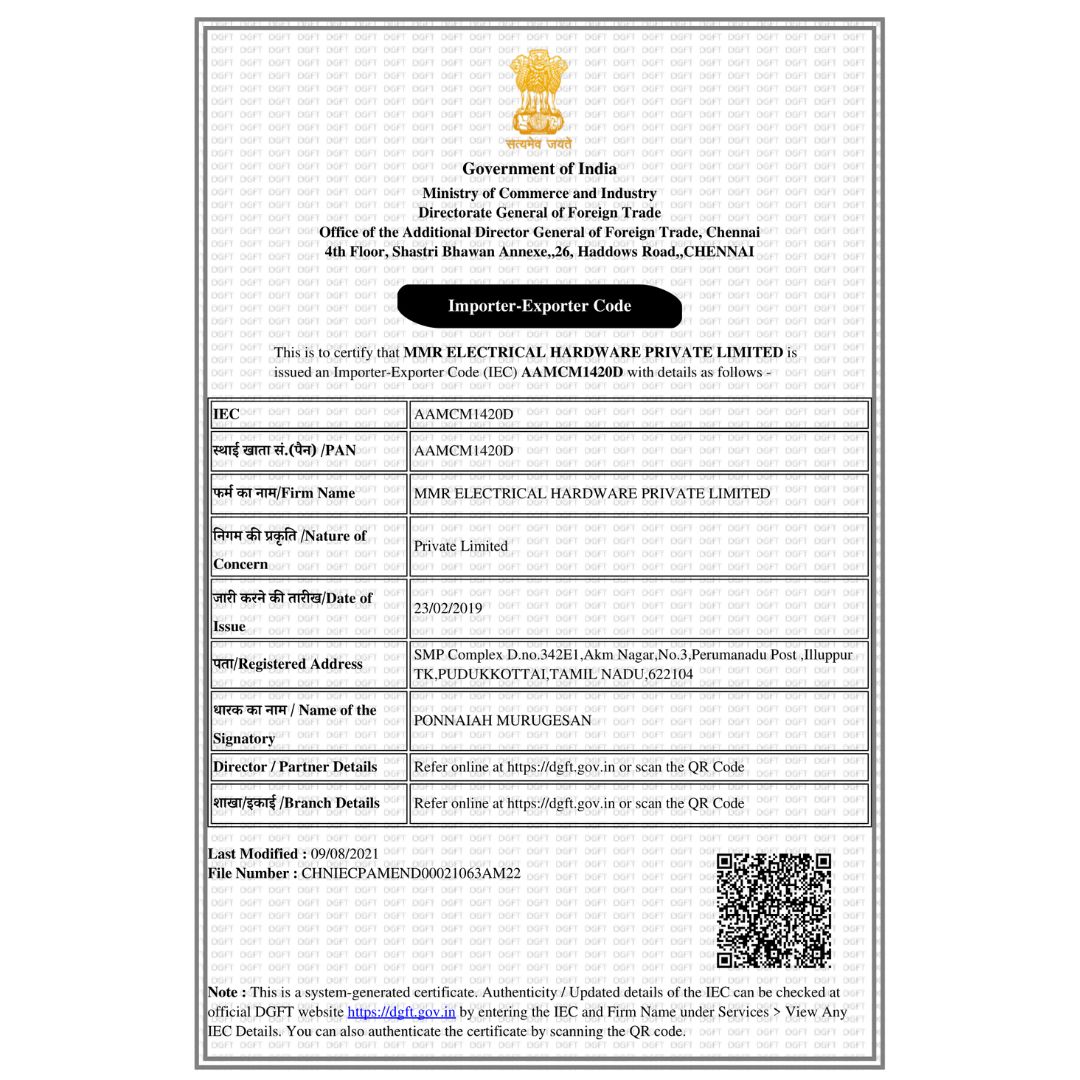 सत्यमेव जयते
Government of India
Ministry of Commerce and Industry
Directorate General of Foreign Trade
Office of the Additional Director General of Foreign Trade, Chennai
4th Floor, Shastri Bhawan Annexe,,26, Haddows Road,,CHENNAI
Importer-Exporter Code
This is to certify that MMR ELECTRICAL HARDWARE PRIVATE LIMITED is
issued an Importer-Exporter Code (IEC) AAMCM1420D with details as follows -
IEC AAMCM1420D
स्थाई खाता सं.(पैन) /PAN AAMCM1420D
फर्म का नाम/Firm Name MMR ELECTRICAL HARDWARE PRIVATE LIMITED
निगम की प्रकृति /Nature of
Concern
Private Limited
जारी करने की तारीख/Date of
Issue
23/02/2019
पता/Registered Address
SMP Complex D.no.342E1,Akm Nagar,No.3,Perumanadu Post ,Illuppur
TK,PUDUKKOTTAI,TAMIL NADU,622104
धारक का नाम / Name of the
Signatory
PONNAIAH MURUGESAN
Director / Partner Details Refer online at https://dgft.gov.in or scan the QR Code
शाखा/इकाई /Branch Details Refer online at https://dgft.gov.in or scan the QR Code
Last Modified : 09/08/2021
File Number : CHNIECPAMEND00021063AM22
Note : This is a system-generated certificate. Authenticity / Updated details of the IEC can be checked at
official DGFT website https://dgft.gov.in by entering the IEC and Firm Name under Services > View Any
IEC Details. You can also authenticate the certificate by scanning the QR code.